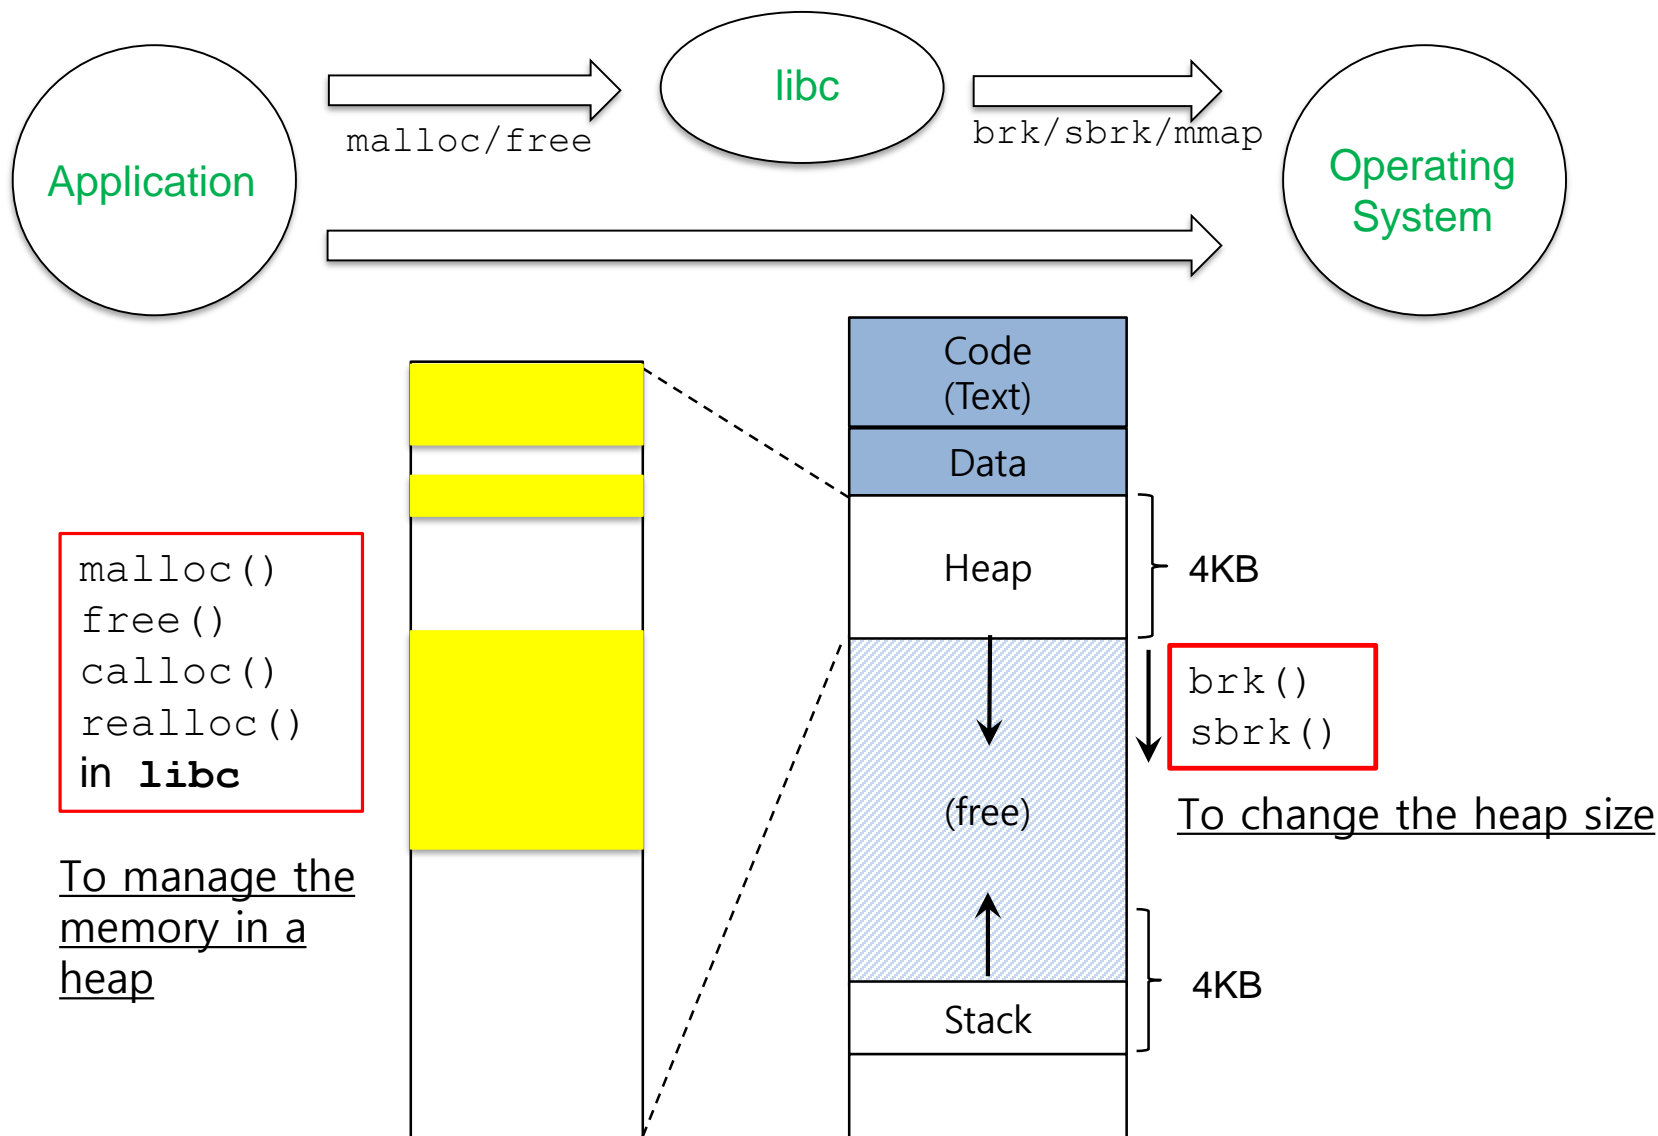 Application
malloc/free
libc
brk/sbrk/mmap
Operating
System
malloc()
free()
calloc()
realloc()
in libc
To manage the
memory in a
heap
Code
(Text)
Data
Heap
4KB
brk()
sbrk()
To change the heap size
(free)
4KB
Stack